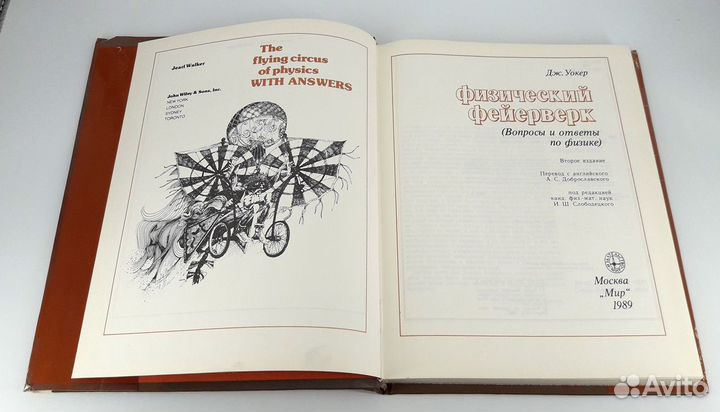 Jearl Walker
The
flying circus
of physics
WITH ANSWERS
John Wiley & Sons, Inc.
NEW YORK
LONDON
SYDNEY
TORONTO
Дж. Уокер
физический
фейерверк
(Вопросы и ответы
по физике)
Второе издание
Перевод с английского
А. С. Доброславского
под редакцией
канд. физ.-мат. наук
И. Ш. Слободецкого
Москва
„Мир“
1989
Avito